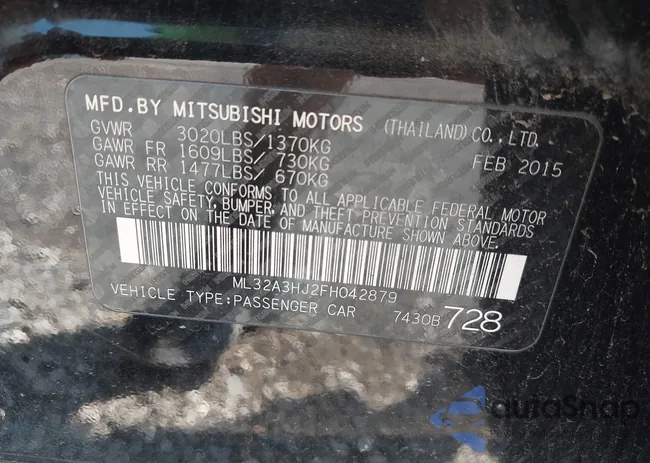 MFD.BY MITSUBISHI MOTORS (THAILAND)CO.,LTD.
GVWR 3020LBS/1370KG FEB 2015
GAWR FR 1609LBS/ 730KG
GAWR RR 1477LBS/ 670KG
THIS VEHICLE CONFORMS TO ALL APPLICABLE FEDERAL MOTOR
VEHICLE SAFETY, BUMPER, AND THEFT PREVENTION STANDARDS
IN EFFECT ON THE DATE OF MANUFACTURE SHOWN ABOVE.
ML32A3HJ2FH042879
VEHICLE TYPE:PASSENGER CAR 7430B 728
autoSnap